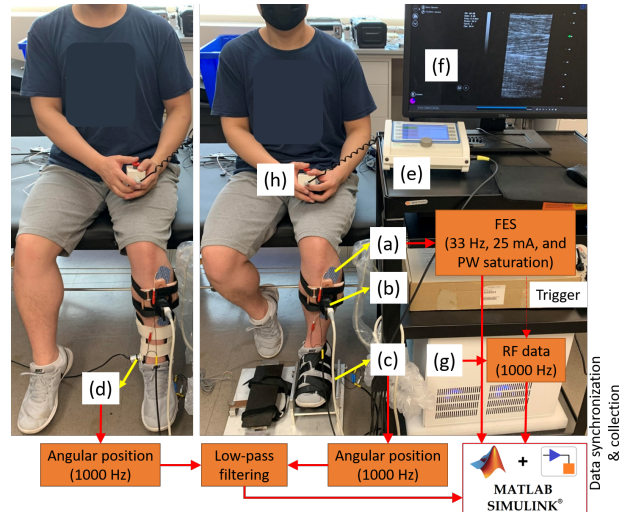 (f)
(h)
(e)
(a)
FES
(33 Hz, 25 mA, and
PW saturation)
(b)
Trigger
(c)
(g)
RF data
(1000 Hz)
(d)
Angular position
(1000 Hz)
Low-pass
filtering
Angular position
(1000 Hz)
+
MATLAB
SIMULINK®
Data synchronization
& collection